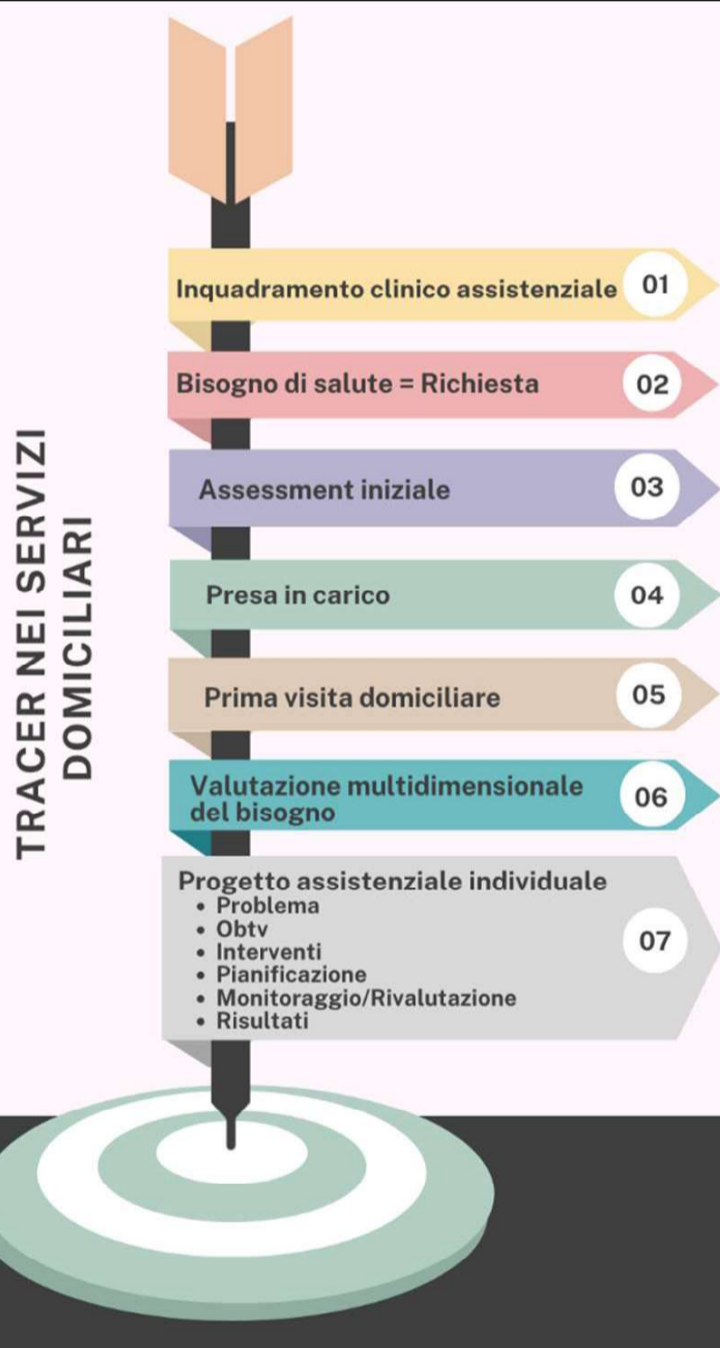 TRACER NEI SERVIZI
DOMICILIARI
Inquadramento clinico assistenziale 01
Bisogno di salute = Richiesta 02
Assessment iniziale 03
Presa in carico 04
Prima visita domiciliare 05
Valutazione multidimensionale
del bisogno 06
Progetto assistenziale individuale
• Problema
• Obtv
• Interventi
• Pianificazione
• Monitoraggio/Rivalutazione
• Risultati
07